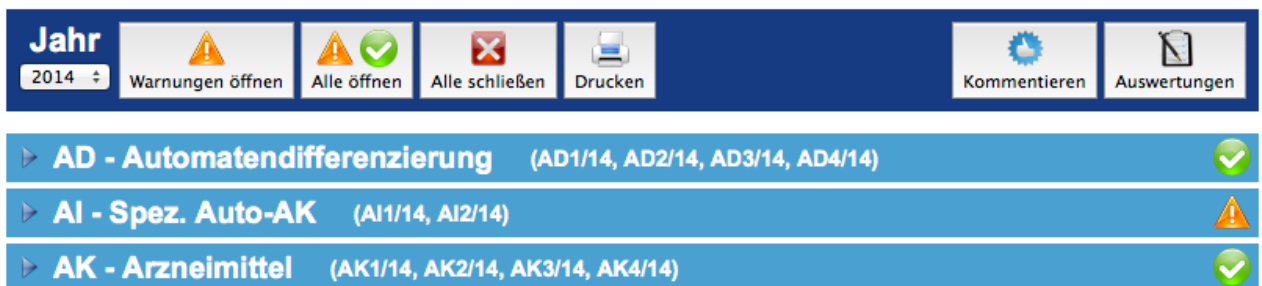 Jahr
2014
Warnungen öffnen
Alle öffnen
Alle schließen
Drucken
Kommentieren
Auswertungen
AD - Automatendifferenzierung (AD1/14, AD2/14, AD3/14, AD4/14)
AI - Spez. Auto-AK (AI1/14, AI2/14)
AK - Arzneimittel (AK1/14, AK2/14, AK3/14, AK4/14)